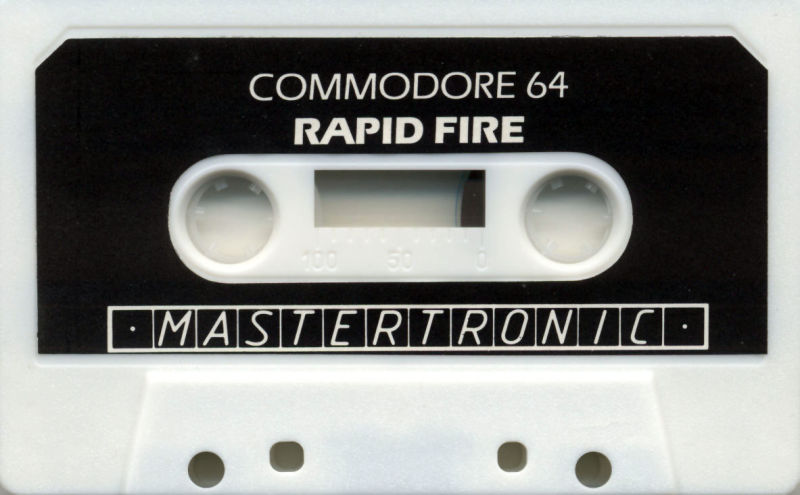 COMMODORE 64
RAPID FIRE
100 50 0
· MASTERTRONIC ·